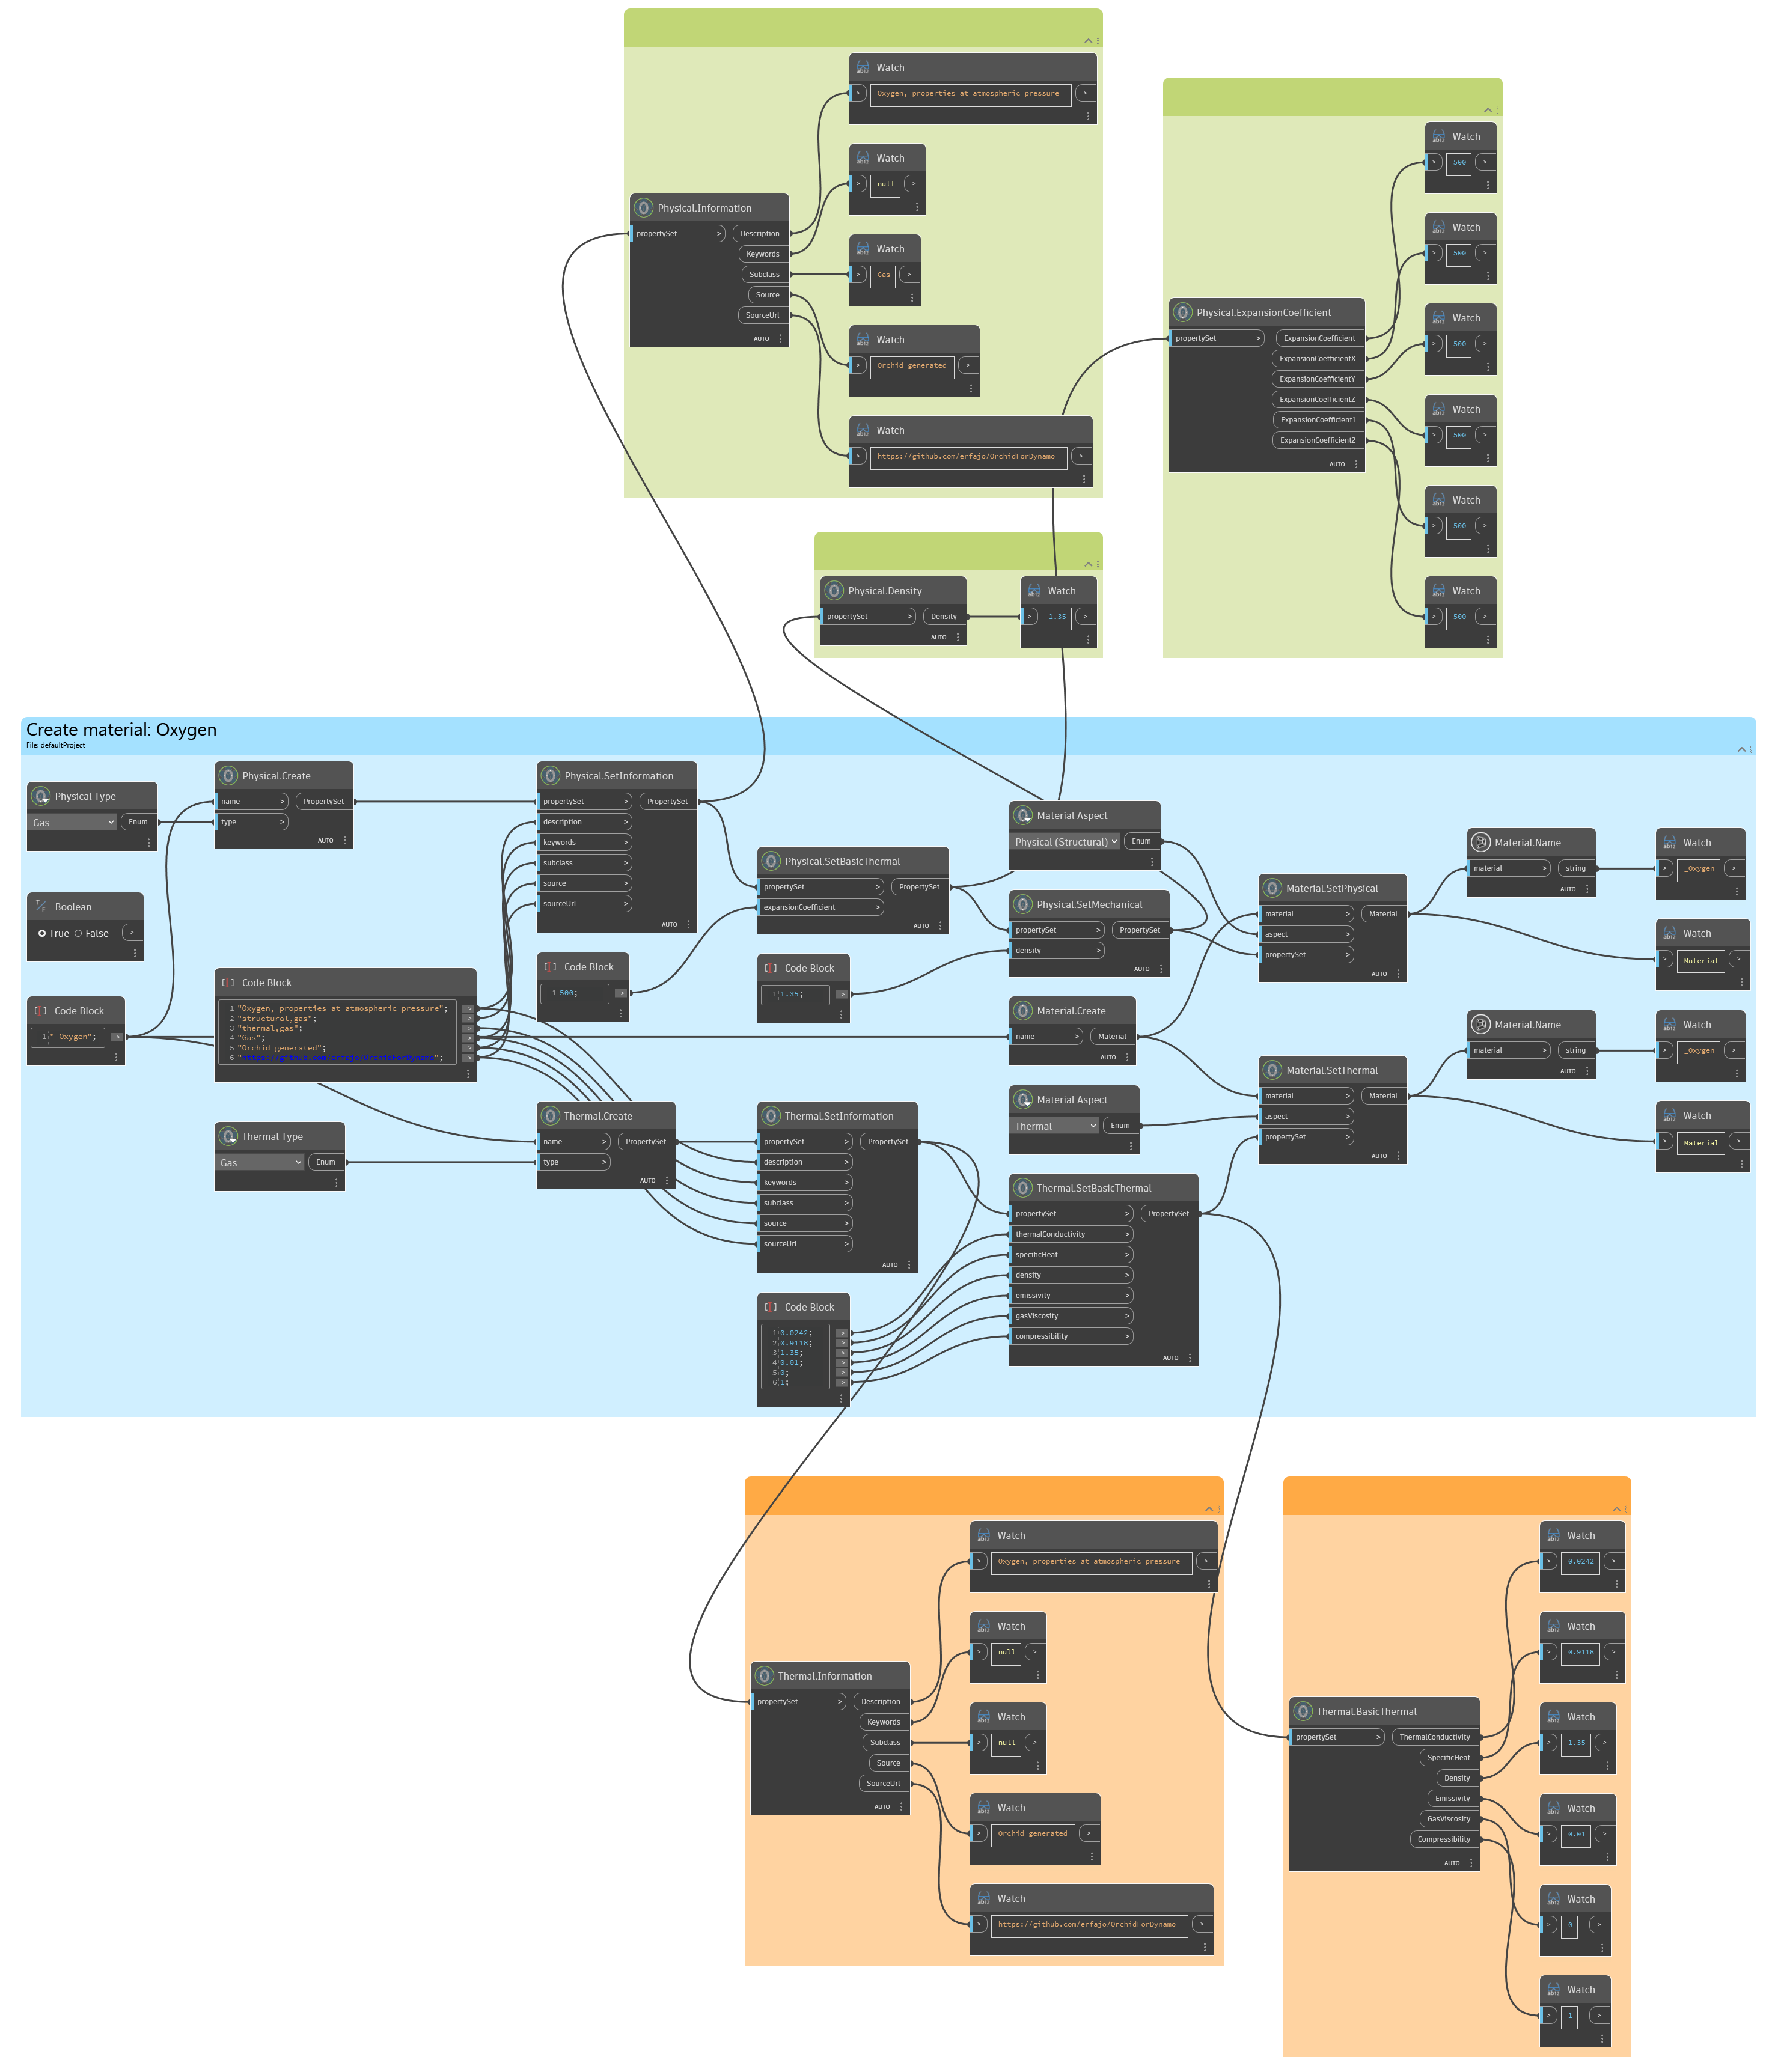 Watch
> Oxygen, properties at atmospheric pressure >
Watch
> null >
Physical.Information
propertySet > Description
Keywords
Subclass
Source
SourceUrl
AUTO
Watch
> Gas >
Watch
> Orchid generated >
Watch
> https://github.com/erfajo/OrchidForDynamo >
Watch
> 500 >
Watch
> 500 >
Physical.ExpansionCoefficient
propertySet > ExpansionCoefficient
ExpansionCoefficientX
ExpansionCoefficientY
ExpansionCoefficientZ
ExpansionCoefficient1
ExpansionCoefficient2
AUTO
Watch
> 500 >
Watch
> 500 >
Watch
> 500 >
Watch
> 500 >
Physical.Density
propertySet > Density
AUTO
Watch
> 1.35 >
Create material: Oxygen
File: defaultProject
Physical Type
Gas Enum
Physical.Create
name > PropertySet
type >
AUTO
Physical.SetInformation
propertySet > PropertySet
description >
keywords >
subclass >
source >
sourceUrl >
AUTO
Boolean
True False >
Code Block
1 "_Oxygen"; >
Code Block
1 "Oxygen, properties at atmospheric pressure"; >
2 "structural,gas"; >
3 "thermal,gas"; >
4 "Gas"; >
5 "Orchid generated"; >
6 "https://github.com/erfajo/OrchidForDynamo"; >
Code Block
1 500; >
Physical.SetBasicThermal
propertySet > PropertySet
expansionCoefficient >
AUTO
Code Block
1 1.35; >
Material Aspect
Physical (Structural) Enum
Physical.SetMechanical
propertySet > PropertySet
density >
AUTO
Material.Create
name > Material
AUTO
Material Aspect
Thermal Enum
Material.SetPhysical
material > Material
aspect >
propertySet >
AUTO
Material.SetThermal
material > Material
aspect >
propertySet >
AUTO
Material.Name
material > string
AUTO
Watch
> _Oxygen >
Watch
> Material >
Material.Name
material > string
AUTO
Watch
> _Oxygen >
Watch
> Material >
Thermal Type
Gas Enum
Thermal.Create
name > PropertySet
type >
AUTO
Thermal.SetInformation
propertySet > PropertySet
description >
keywords >
subclass >
source >
sourceUrl >
AUTO
Code Block
1 0.0242; >
2 0.9118; >
3 1.35; >
4 0.01; >
5 0; >
6 1; >
Thermal.SetBasicThermal
propertySet > PropertySet
thermalConductivity >
specificHeat >
density >
emissivity >
gasViscosity >
compressibility >
AUTO
Watch
> Oxygen, properties at atmospheric pressure >
Watch
> null >
Thermal.Information
propertySet > Description
Keywords
Subclass
Source
SourceUrl
AUTO
Watch
> null >
Watch
> Orchid generated >
Watch
> https://github.com/erfajo/OrchidForDynamo >
Watch
> 0.0242 >
Watch
> 0.9118 >
Thermal.BasicThermal
propertySet > ThermalConductivity
SpecificHeat
Density
Emissivity
GasViscosity
Compressibility
AUTO
Watch
> 1.35 >
Watch
> 0.01 >
Watch
> 0 >
Watch
> 1 >